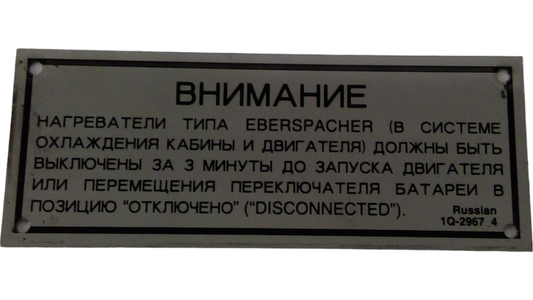 ВНИМАНИЕ
НАГРЕВАТЕЛИ ТИПА EBERSPACHER (В СИСТЕМЕ
ОХЛАЖДЕНИЯ КАБИНЫ И ДВИГАТЕЛЯ) ДОЛЖНЫ БЫТЬ
ВЫКЛЮЧЕНЫ ЗА 3 МИНУТЫ ДО ЗАПУСКА ДВИГАТЕЛЯ
ИЛИ ПЕРЕМЕЩЕНИЯ ПЕРЕКЛЮЧАТЕЛЯ БАТАРЕИ В
ПОЗИЦИЮ "ОТКЛЮЧЕНО" ("DISCONNECTED").
Russian
1Q-2967 4